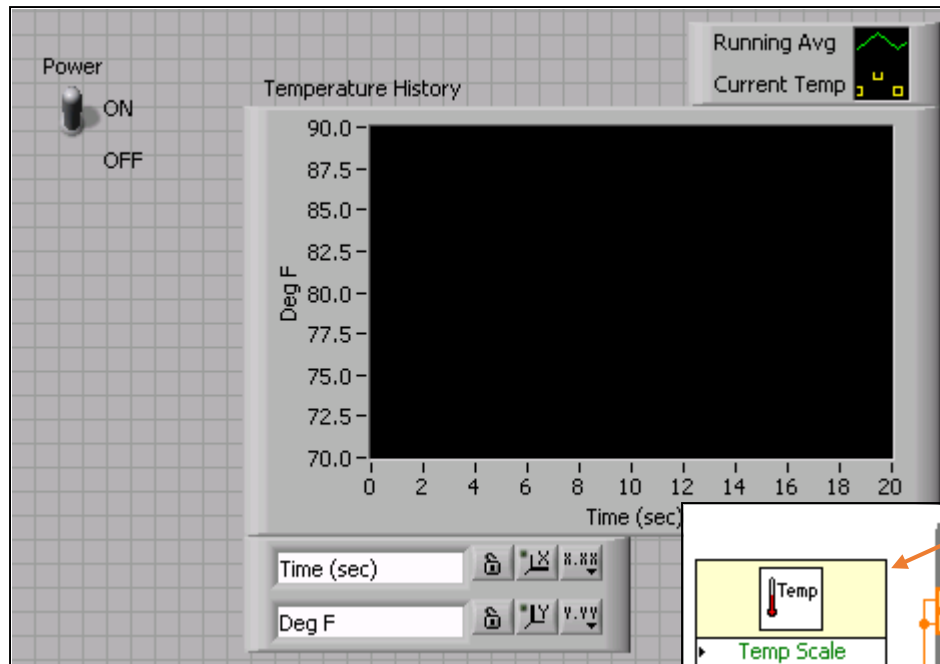 Running Avg
Current Temp
Power
ON
OFF
Temperature History
90.0
87.5
85.0
82.5
80.0
77.5
75.0
72.5
70.0
Deg F
0 2 4 6 8 10 12 14 16 18 20
Time (sec)
Time (sec)
X.XX
Deg F
Y.YY
Temp
Temp Scale